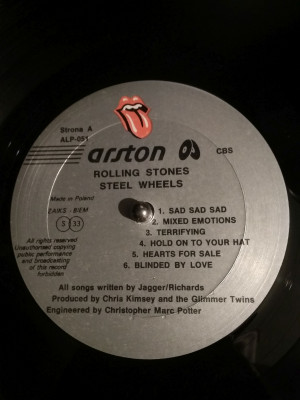 Strona A
ALP-051
arston
CBS
ROLLING STONES
STEEL WHEELS
Made in Poland
ZAIKS - BIEM
S 33
All rights reserved
Unauthorised copying
public performance
and broadcasting
of this record
forbidden
1. SAD SAD SAD
2. MIXED EMOTIONS
3. TERRIFYING
4. HOLD ON TO YOUR HAT
5. HEARTS FOR SALE
6. BLINDED BY LOVE
All songs written by Jagger/Richards
Produced by Chris Kimsey and the Glimmer Twins
Engineered by Christopher Marc Potter